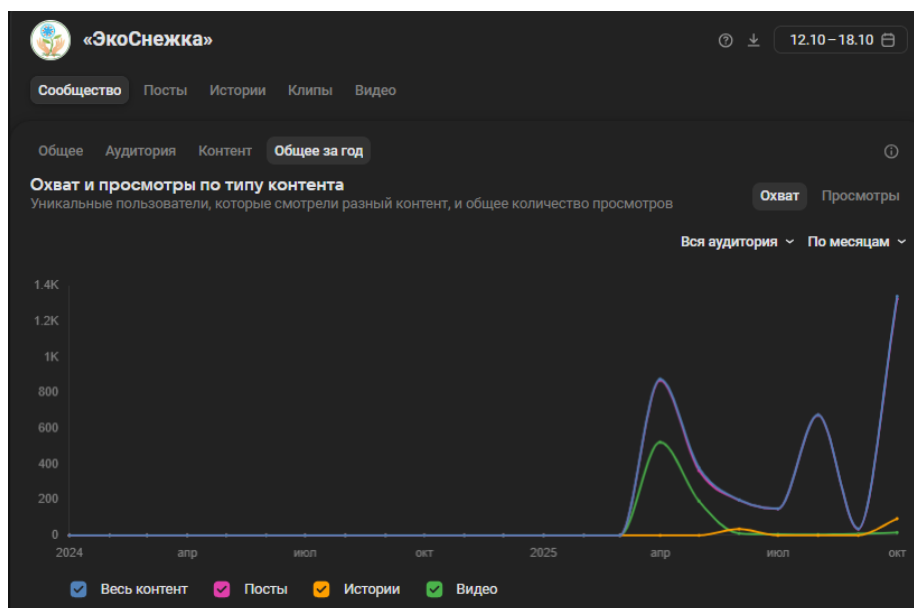 «ЭкоСнежка»
12.10–18.10
Сообщество Посты Истории Клипы Видео
Общее Аудитория Контент Общее за год
Охват и просмотры по типу контента
Уникальные пользователи, которые смотрели разный контент, и общее количество просмотров
Охват Просмотры
Вся аудитория По месяцам
1.4K
1.2K
1K
800
600
400
200
0
2024 апр июл окт 2025 апр июл окт
Весь контент Посты Истории Видео